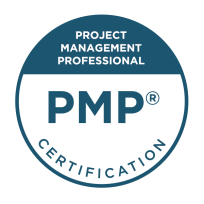 PROJECT
MANAGEMENT
PROFESSIONAL
PMP®
CERTIFICATION